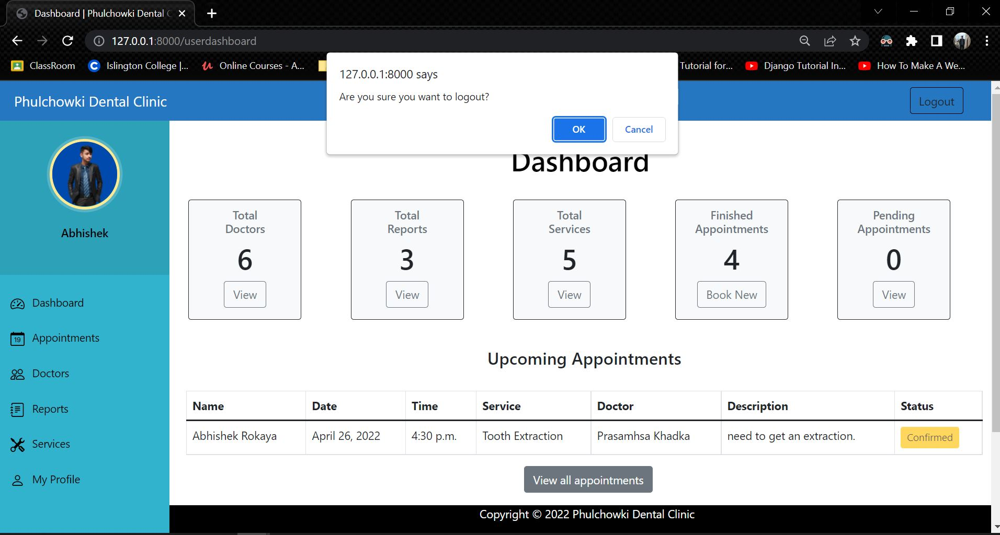 Dashboard | Phulchowki Dental C
127.0.0.1:8000/userdashboard
ClassRoom
Islington College |...
Online Courses - A...
Tutorial for...
Django Tutorial In...
How To Make A We...
127.0.0.1:8000 says
Are you sure you want to logout?
OK
Cancel
Phulchowki Dental Clinic
Logout
Abhishek
Dashboard
19
Appointments
Doctors
Reports
Services
My Profile
Dashboard
Total
Doctors
6
View
Total
Reports
3
View
Total
Services
5
View
Finished
Appointments
4
Book New
Pending
Appointments
0
View
Upcoming Appointments
Name Date Time Service Doctor Description Status
Abhishek Rokaya April 26, 2022 4:30 p.m. Tooth Extraction Prasamhsa Khadka need to get an extraction. Confirmed
View all appointments
Copyright © 2022 Phulchowki Dental Clinic